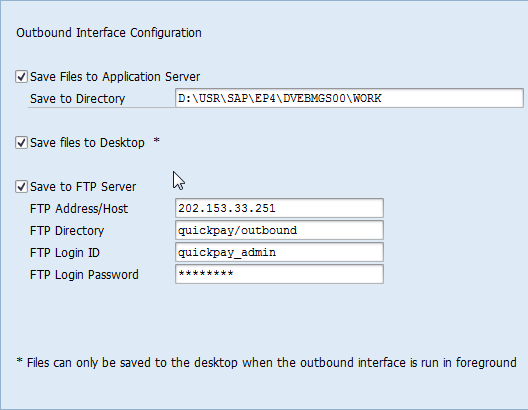 Outbound Interface Configuration
Save Files to Application Server
Save to Directory D:\USR\SAP\EP4\DVEBMGS00\WORK
Save files to Desktop *
Save to FTP Server
FTP Address/Host 202.153.33.251
FTP Directory quickpay/outbound
FTP Login ID quickpay_admin
FTP Login Password ********
* Files can only be saved to the desktop when the outbound interface is run in foreground